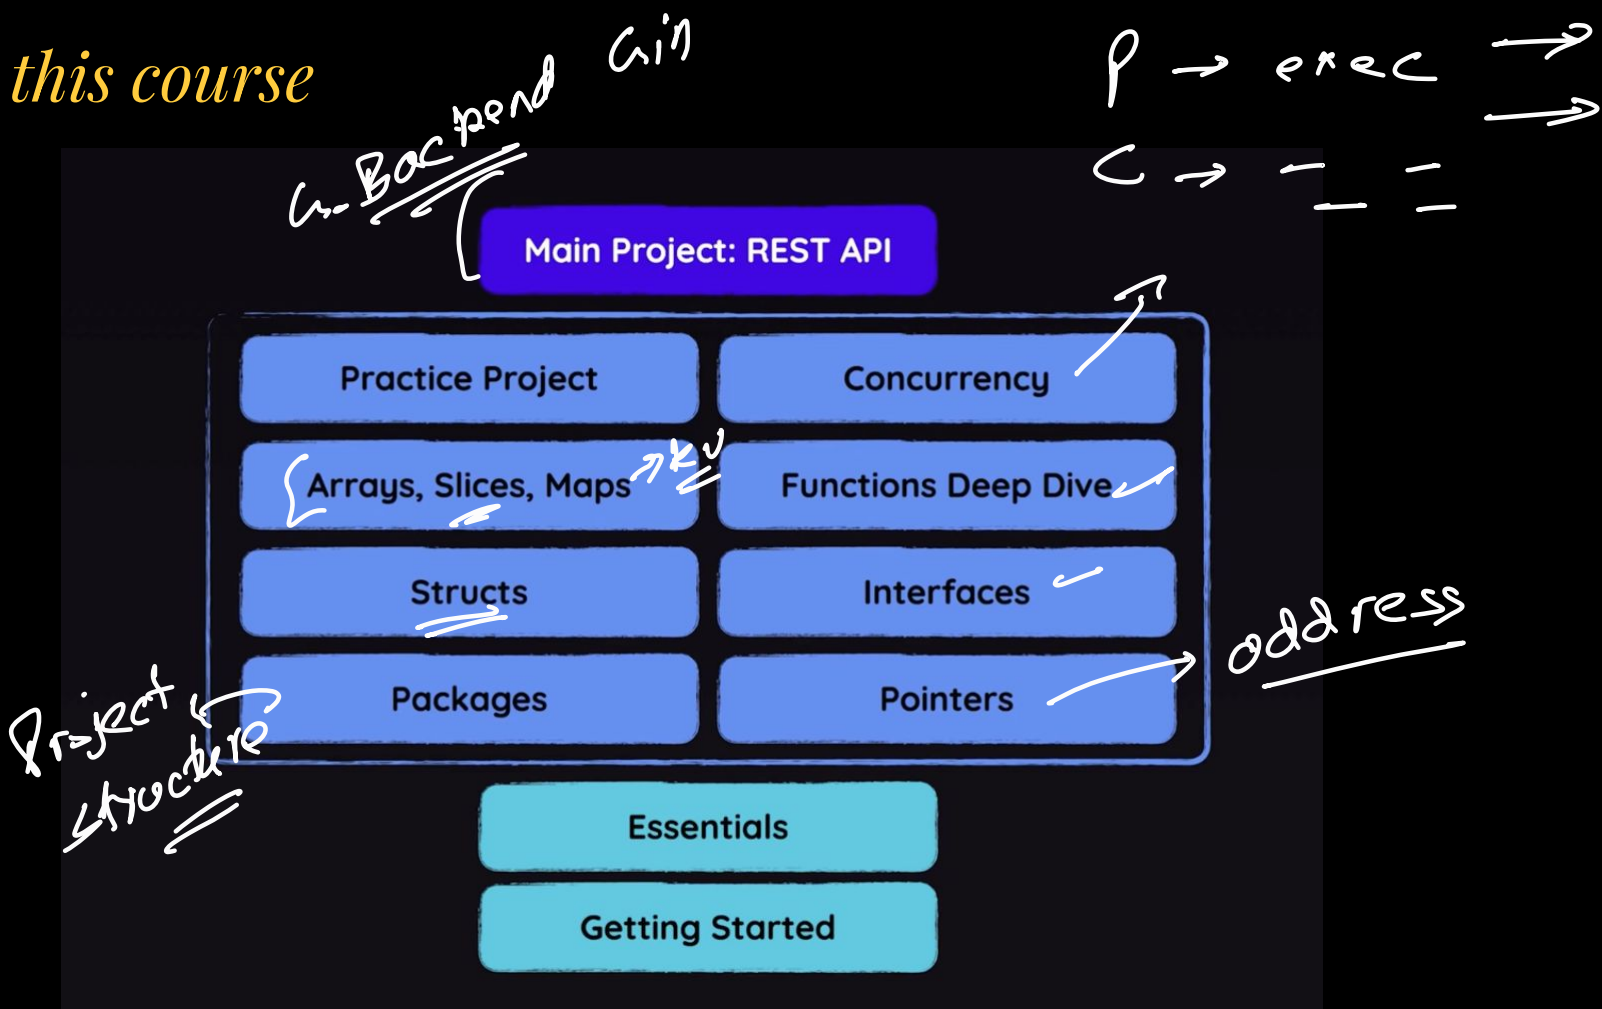 this course
Backend Gin
P → exec →
→
C → – –
– –
Main Project: REST API
Practice Project
Concurrency
Arrays, Slices, Maps → kv
Functions Deep Dive
Structs
Interfaces
address
Packages
Pointers
Project
structure
Essentials
Getting Started